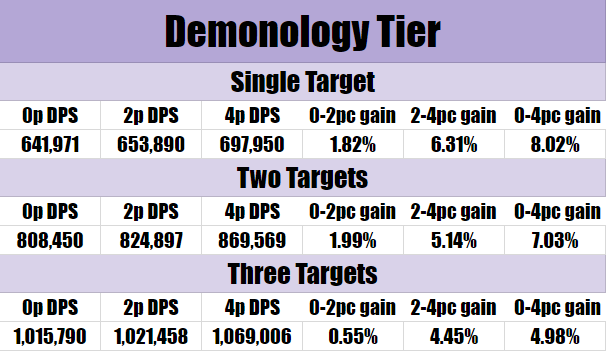 Demonology Tier
Single Target
0p DPS 2p DPS 4p DPS 0-2pc gain 2-4pc gain 0-4pc gain
641,971 653,890 697,950 1.82% 6.31% 8.02%
Two Targets
0p DPS 2p DPS 4p DPS 0-2pc gain 2-4pc gain 0-4pc gain
808,450 824,897 869,569 1.99% 5.14% 7.03%
Three Targets
0p DPS 2p DPS 4p DPS 0-2pc gain 2-4pc gain 0-4pc gain
1,015,790 1,021,458 1,069,006 0.55% 4.45% 4.98%